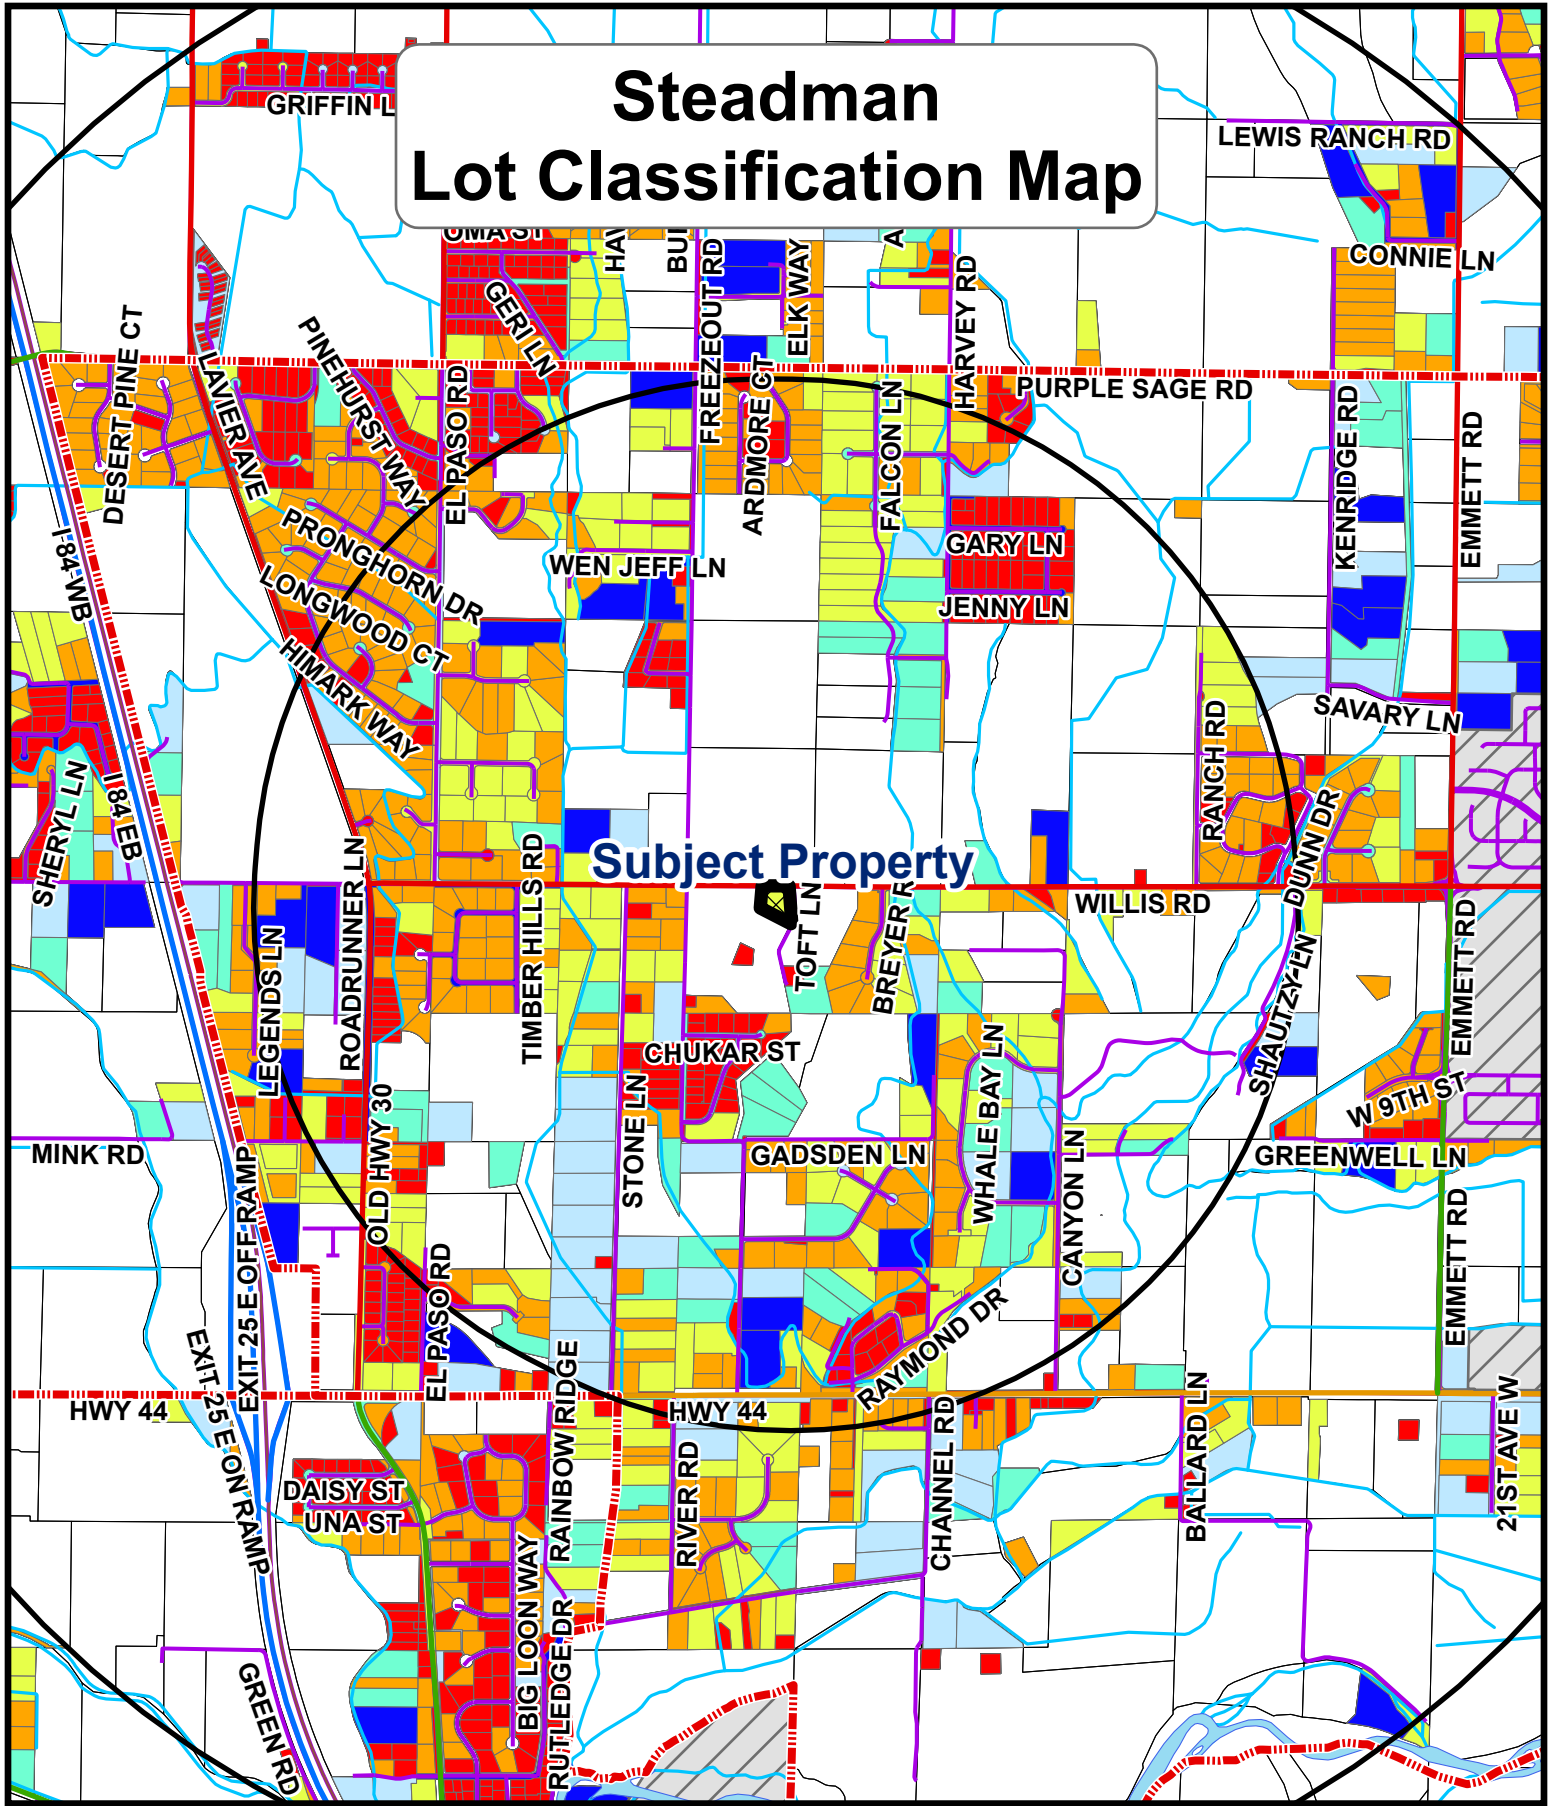 Steadman
Lot Classification Map
GRIFFIN L
LEWIS RANCH RD
CONNIE LN
OMA ST
HAV
BUI
FREEZEOUT RD
ELK WAY
A
HARVEY RD
GERI LN
DESERT PINE CT
LAVIER AVE
PINEHURST WAY
EL PASO RD
ARDMORE CT
FALCON LN
PURPLE SAGE RD
KENRIDGE RD
EMMETT RD
I 84 WB
PRONGHORN DR
WEN JEFF LN
GARY LN
LONGWOOD CT
JENNY LN
HIMARK WAY
SAVARY LN
RANCH RD
SHERYL LN
I 84 EB
ROADRUNNER LN
TIMBER HILLS RD
Subject Property
DUNN DR
WILLIS RD
TOFT LN
BREYER R
LEGENDS LN
EMMETT RD
SHAUTZY LN
CHUKAR ST
WHALE BAY LN
OLD HWY 30
STONE LN
W 9TH ST
MINK RD
GADSDEN LN
CANYON LN
GREENWELL LN
EXIT 25 E OFF RAMP
EL PASO RD
EMMETT RD
RAYMOND DR
EXIT 25 E ON RAMP
RAINBOW RIDGE
HWY 44
HWY 44
RIVER RD
CHANNEL RD
BALLARD LN
21ST AVE W
DAISY ST
UNA ST
BIG LOON WAY
RUTLEDGE DR
GREEN RD